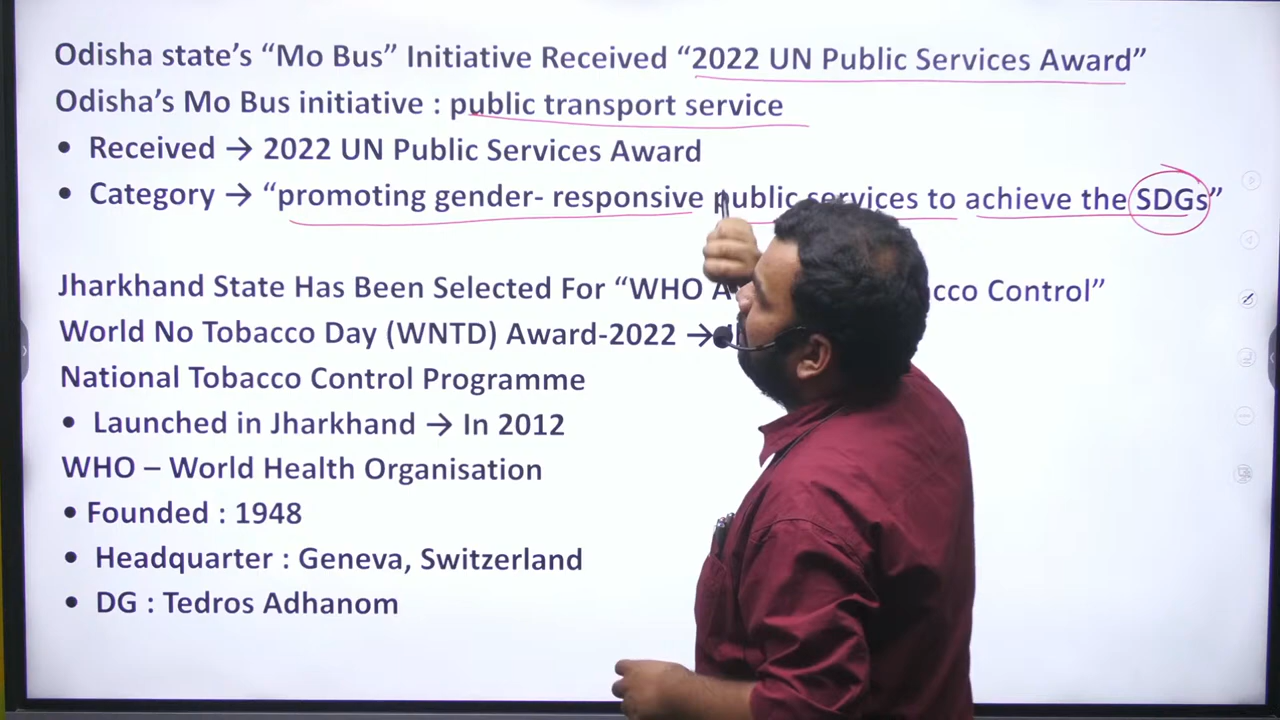 Odisha state's “Mo Bus” Initiative Received “2022 UN Public Services Award”
Odisha's Mo Bus initiative : public transport service
• Received → 2022 UN Public Services Award
• Category → “promoting gender- responsive public services to achieve the SDGs”
Jharkhand State Has Been Selected For “WHO A cco Control”
World No Tobacco Day (WNTD) Award-2022 →
National Tobacco Control Programme
• Launched in Jharkhand → In 2012
WHO – World Health Organisation
• Founded : 1948
• Headquarter : Geneva, Switzerland
• DG : Tedros Adhanom